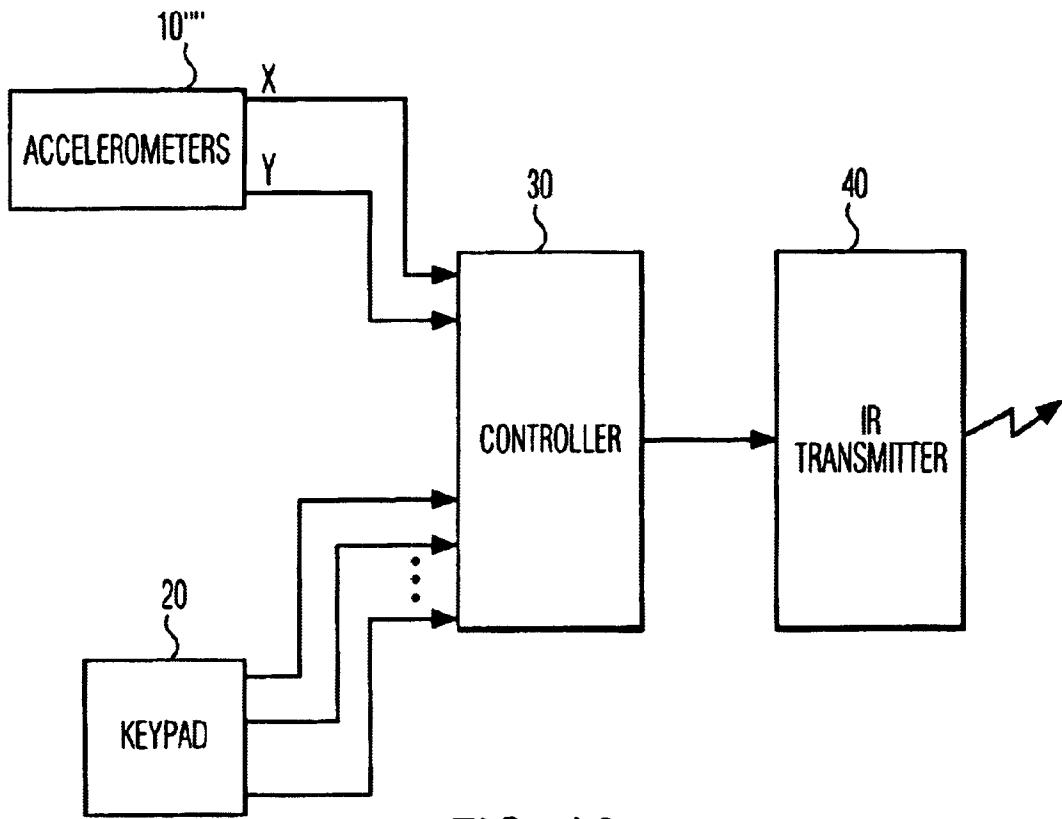 10""
X
ACCELEROMETERS
Y
30
40
CONTROLLER
IR
TRANSMITTER
20
KEYPAD